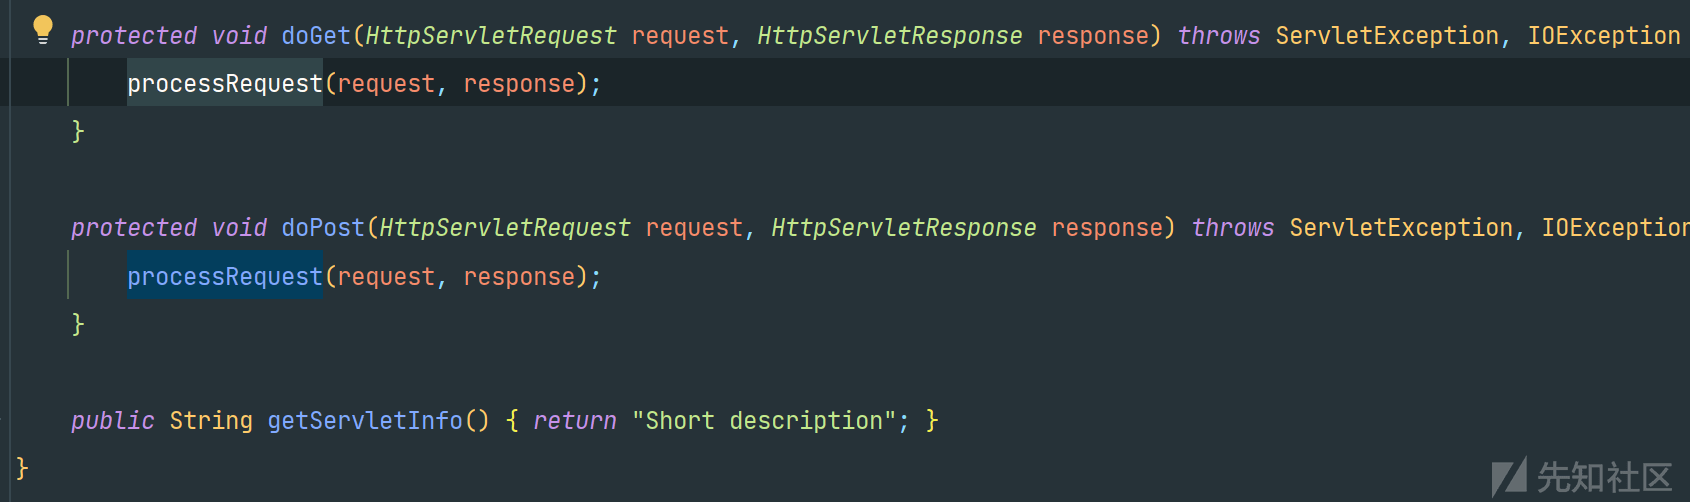 protected void doGet(HttpServletRequest request, HttpServletResponse response) throws ServletException, IOException
processRequest(request, response);
}
protected void doPost(HttpServletRequest request, HttpServletResponse response) throws ServletException, IOException
processRequest(request, response);
}
public String getServletInfo() { return "Short description"; }
}
先知社区